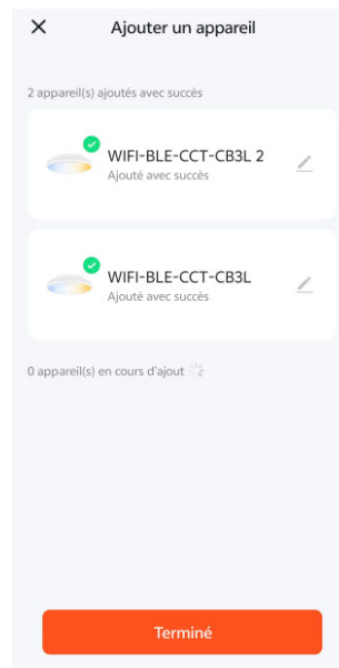 Ajouter un appareil
2 appareil(s) ajoutés avec succès
WIFI-BLE-CCT-CB3L 2
Ajouté avec succès
WIFI-BLE-CCT-CB3L
Ajouté avec succès
0 appareil(s) en cours d'ajout
Terminé